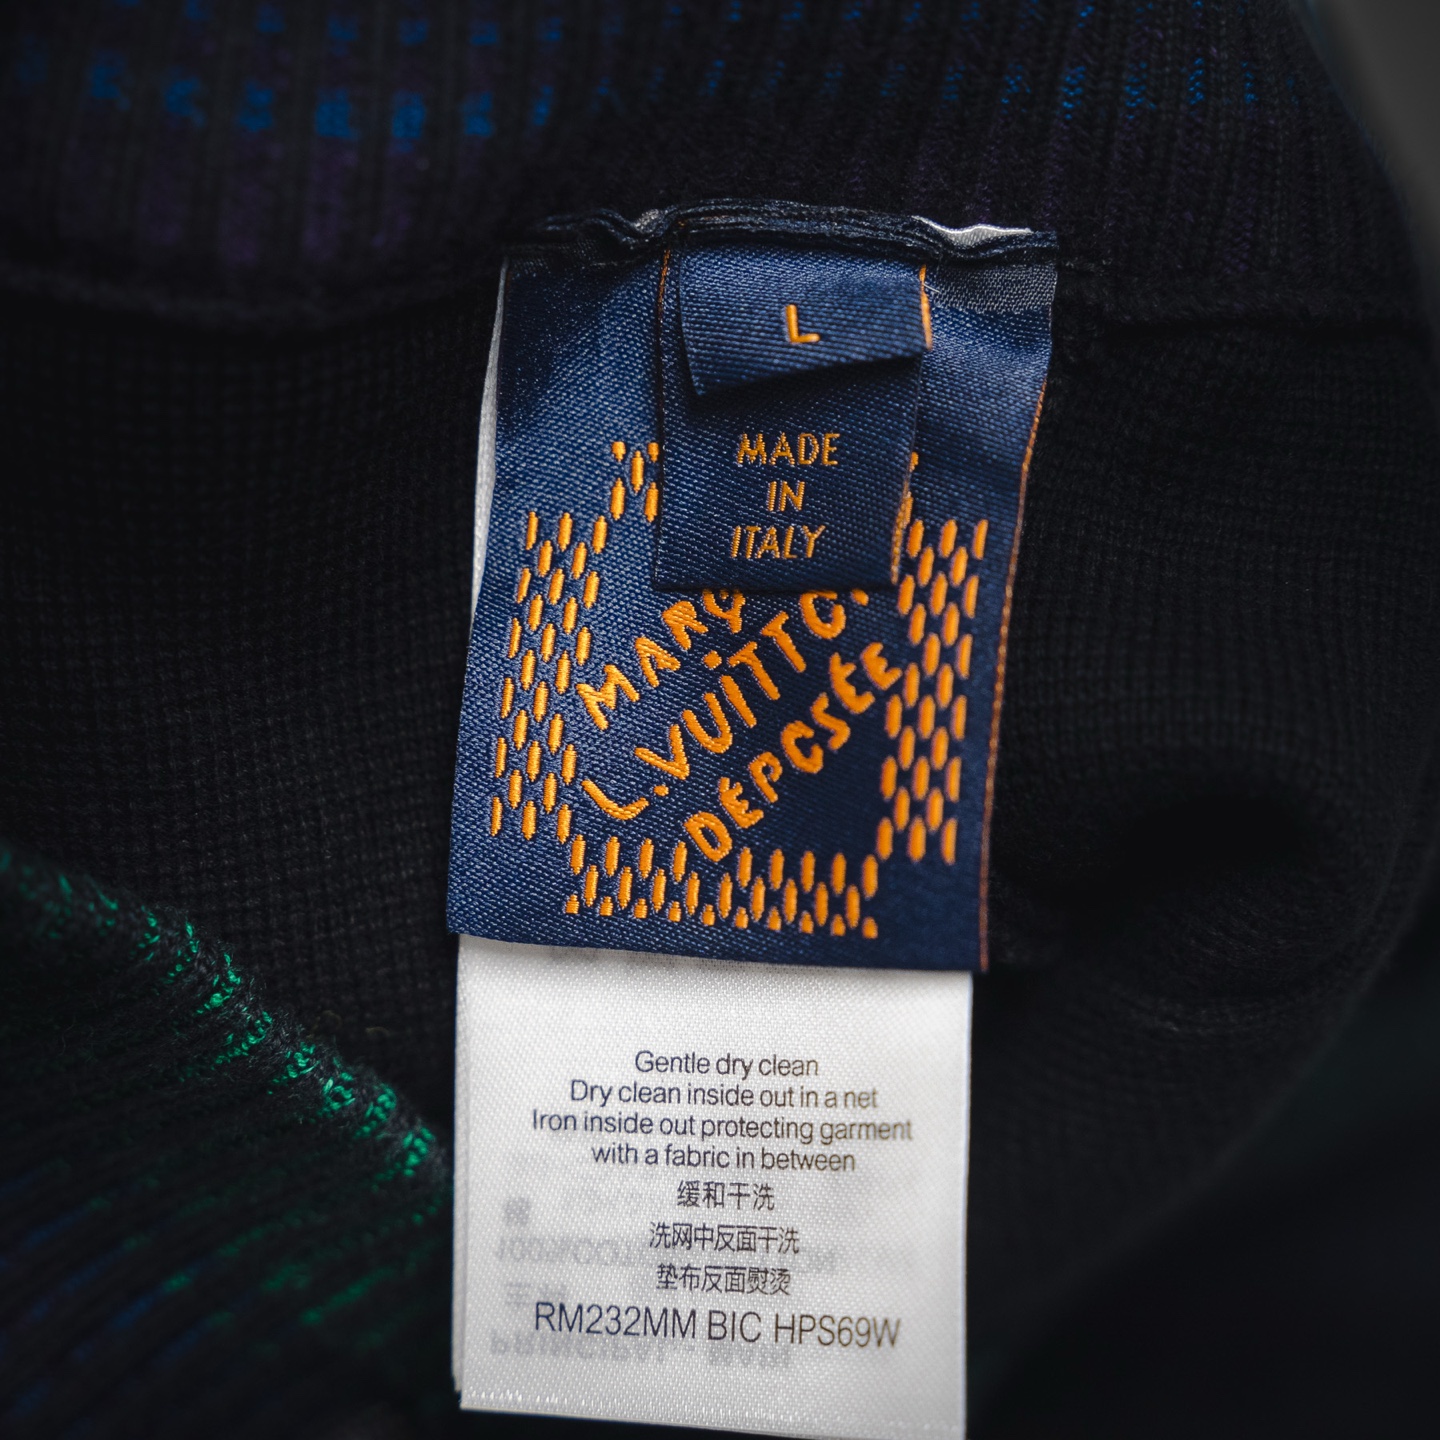 L
MADE
IN
ITALY
MARQ
L.VUITTO
DÉPOSÉE
Gentle dry clean
Dry clean inside out in a net
Iron inside out protecting garment
with a fabric in between
缓和干洗
洗网中反面干洗
垫布反面熨烫
RM232MM BIC HPS69W